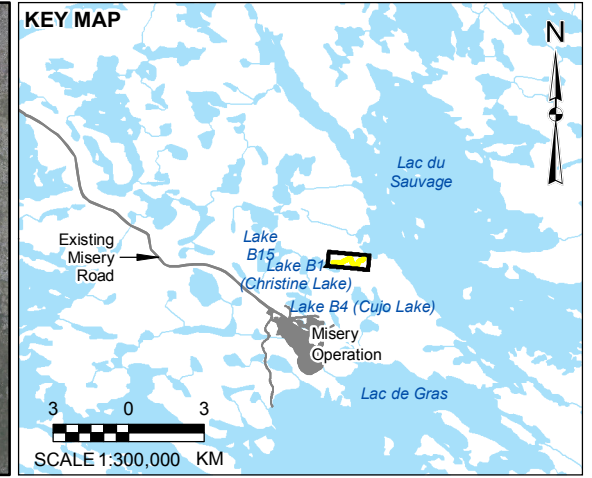 KEY MAP
N
Lac du
Sauvage
Existing
Misery
Road
Lake
B15
Lake B1
(Christine Lake)
Lake B4 (Cujo Lake)
Misery
Operation
Lac de Gras
3 0 3
SCALE 1:300,000 KM